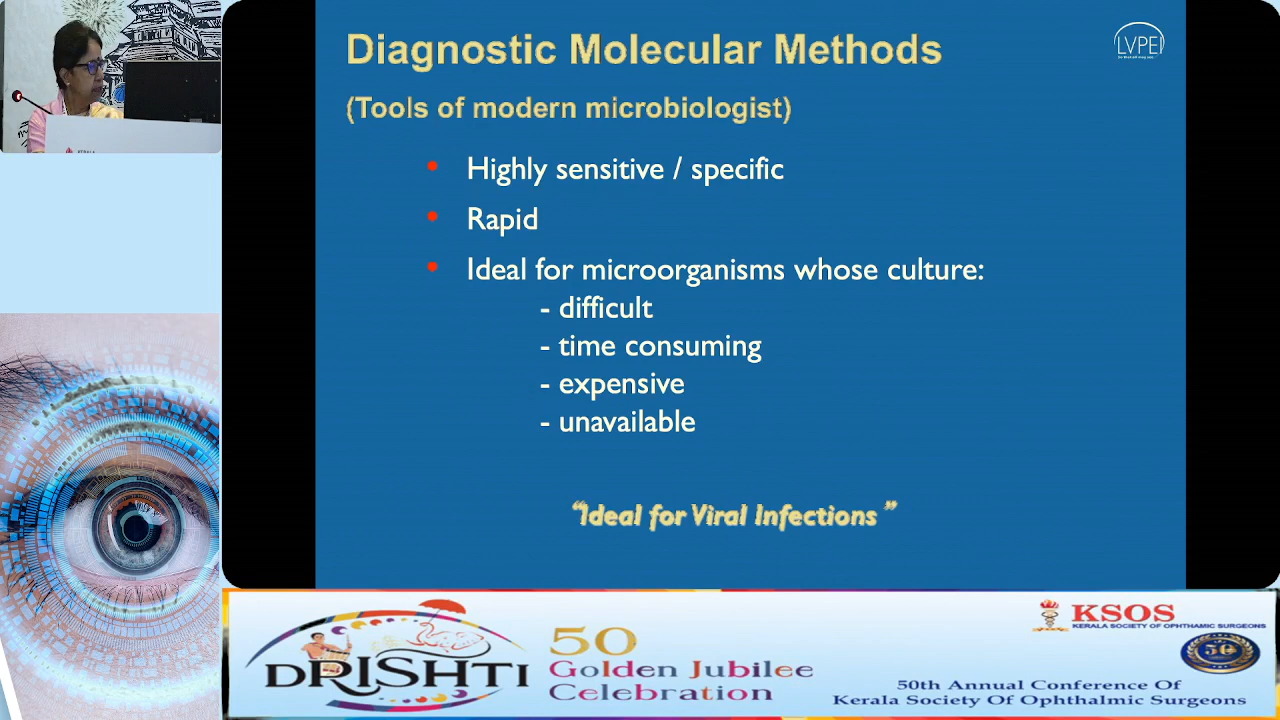 Diagnostic Molecular Methods
(Tools of modern microbiologist)
LVPEI
• Highly sensitive / specific
• Rapid
• Ideal for microorganisms whose culture:
- difficult
- time consuming
- expensive
- unavailable
“Ideal for Viral Infections”
DRISHTI
50
Golden Jubilee
Celebration
KSOS
KERALA SOCIETY OF OPHTHAMIC SURGEONS
50
50th Annual Conference Of
Kerala Society Of Ophthalmic Surgeons